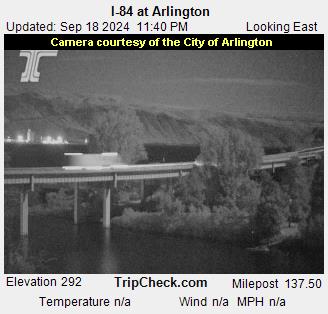 I-84 at Arlington
Updated: Sep 18 2024 11:40 PM Looking East
Camera courtesy of the City of Arlington
Elevation 292 TripCheck.com Milepost 137.50
Temperature n/a Wind n/a MPH n/a